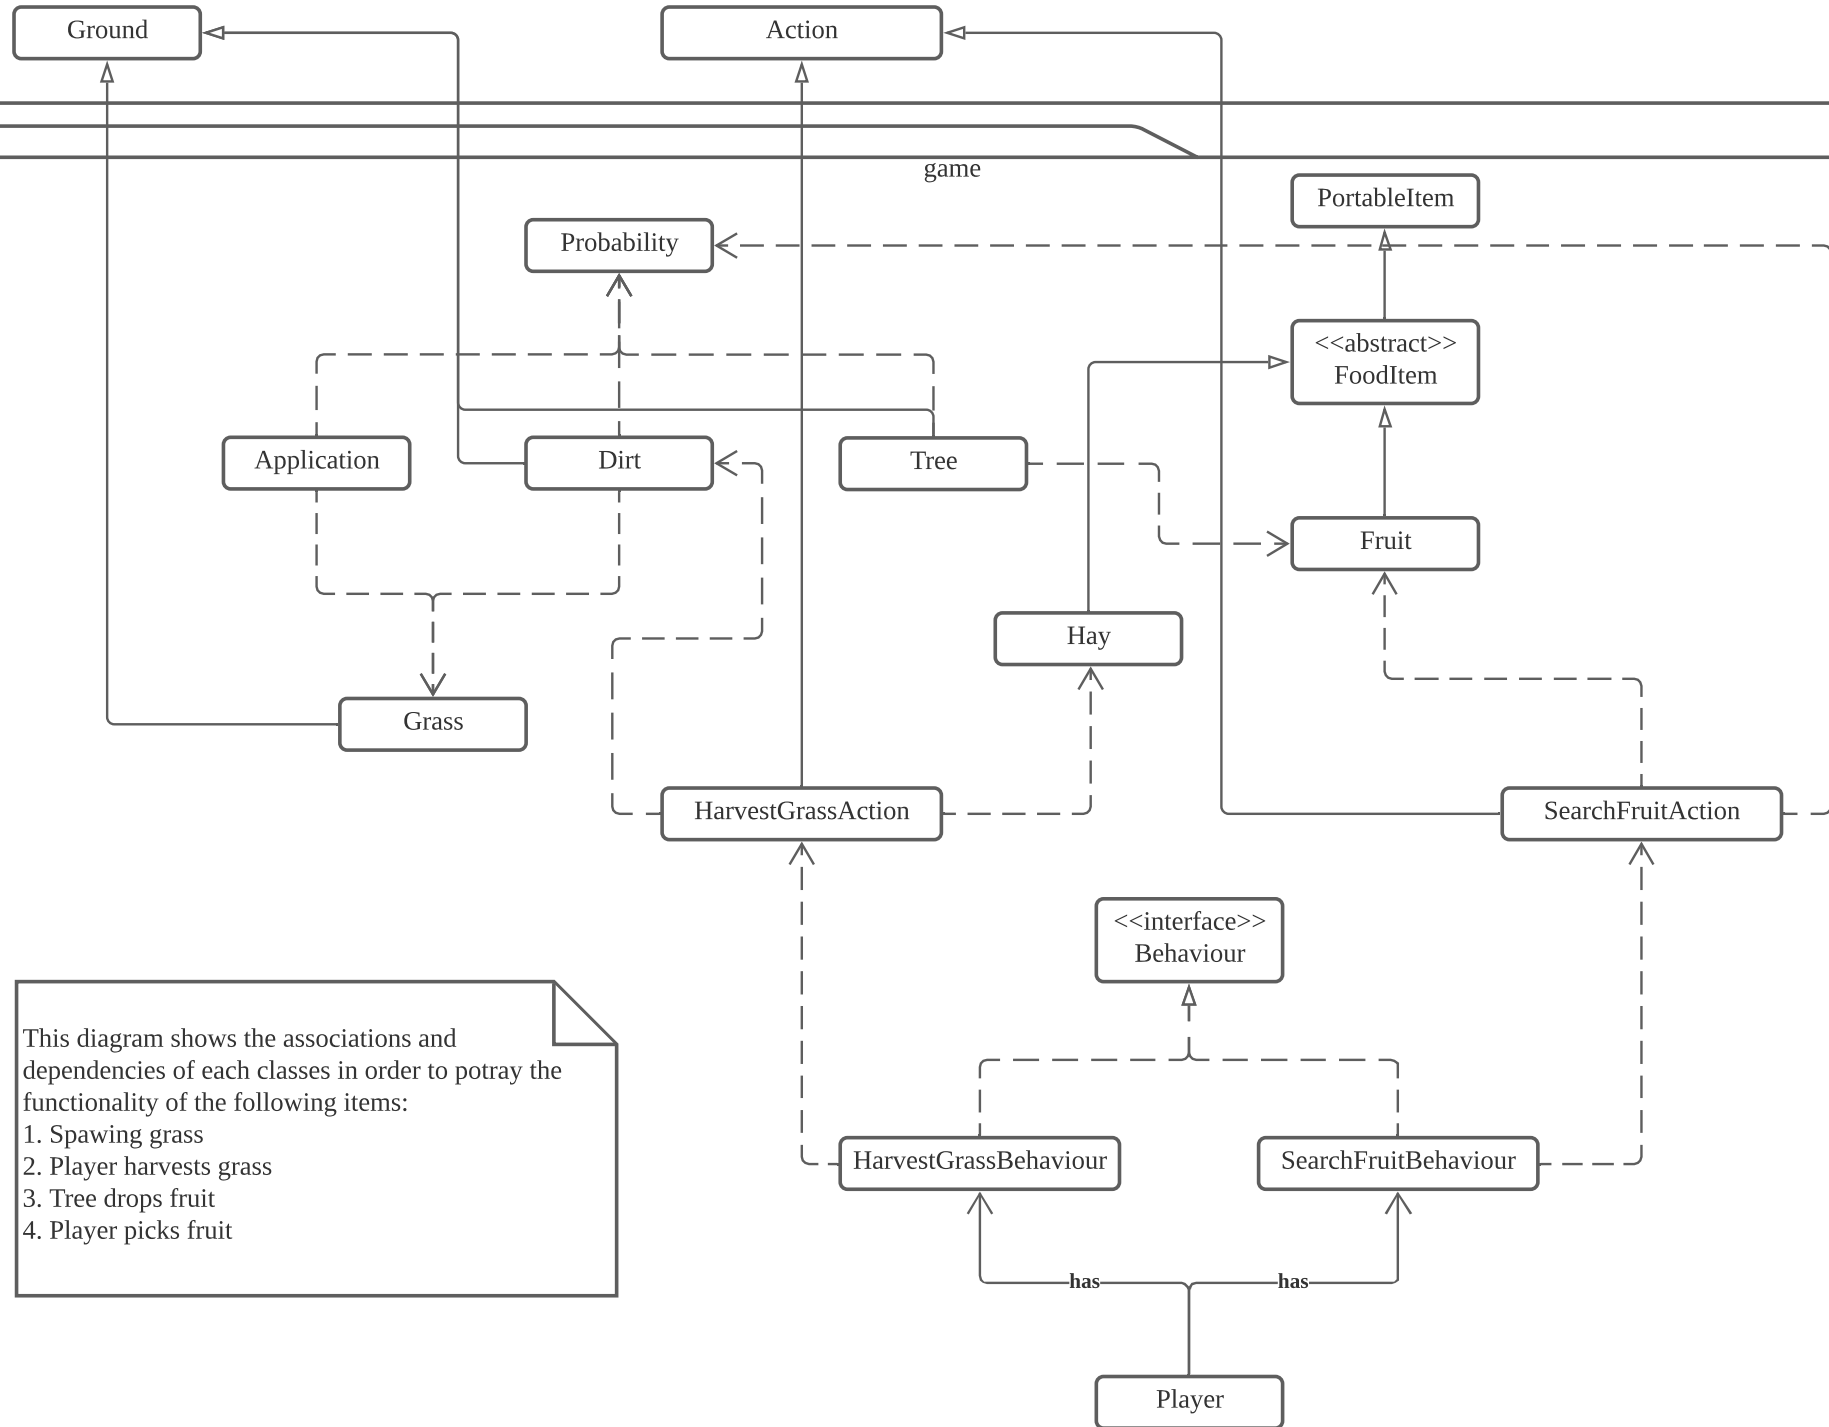 Ground
Action
game
PortableItem
Probability
<<abstract>>
FoodItem
Application
Dirt
Tree
Fruit
Hay
Grass
HarvestGrassAction
SearchFruitAction
<<interface>>
Behaviour
This diagram shows the associations and
dependencies of each classes in order to potray the
functionality of the following items:
1. Spawing grass
2. Player harvests grass
3. Tree drops fruit
4. Player picks fruit
HarvestGrassBehaviour
SearchFruitBehaviour
has
has
Player